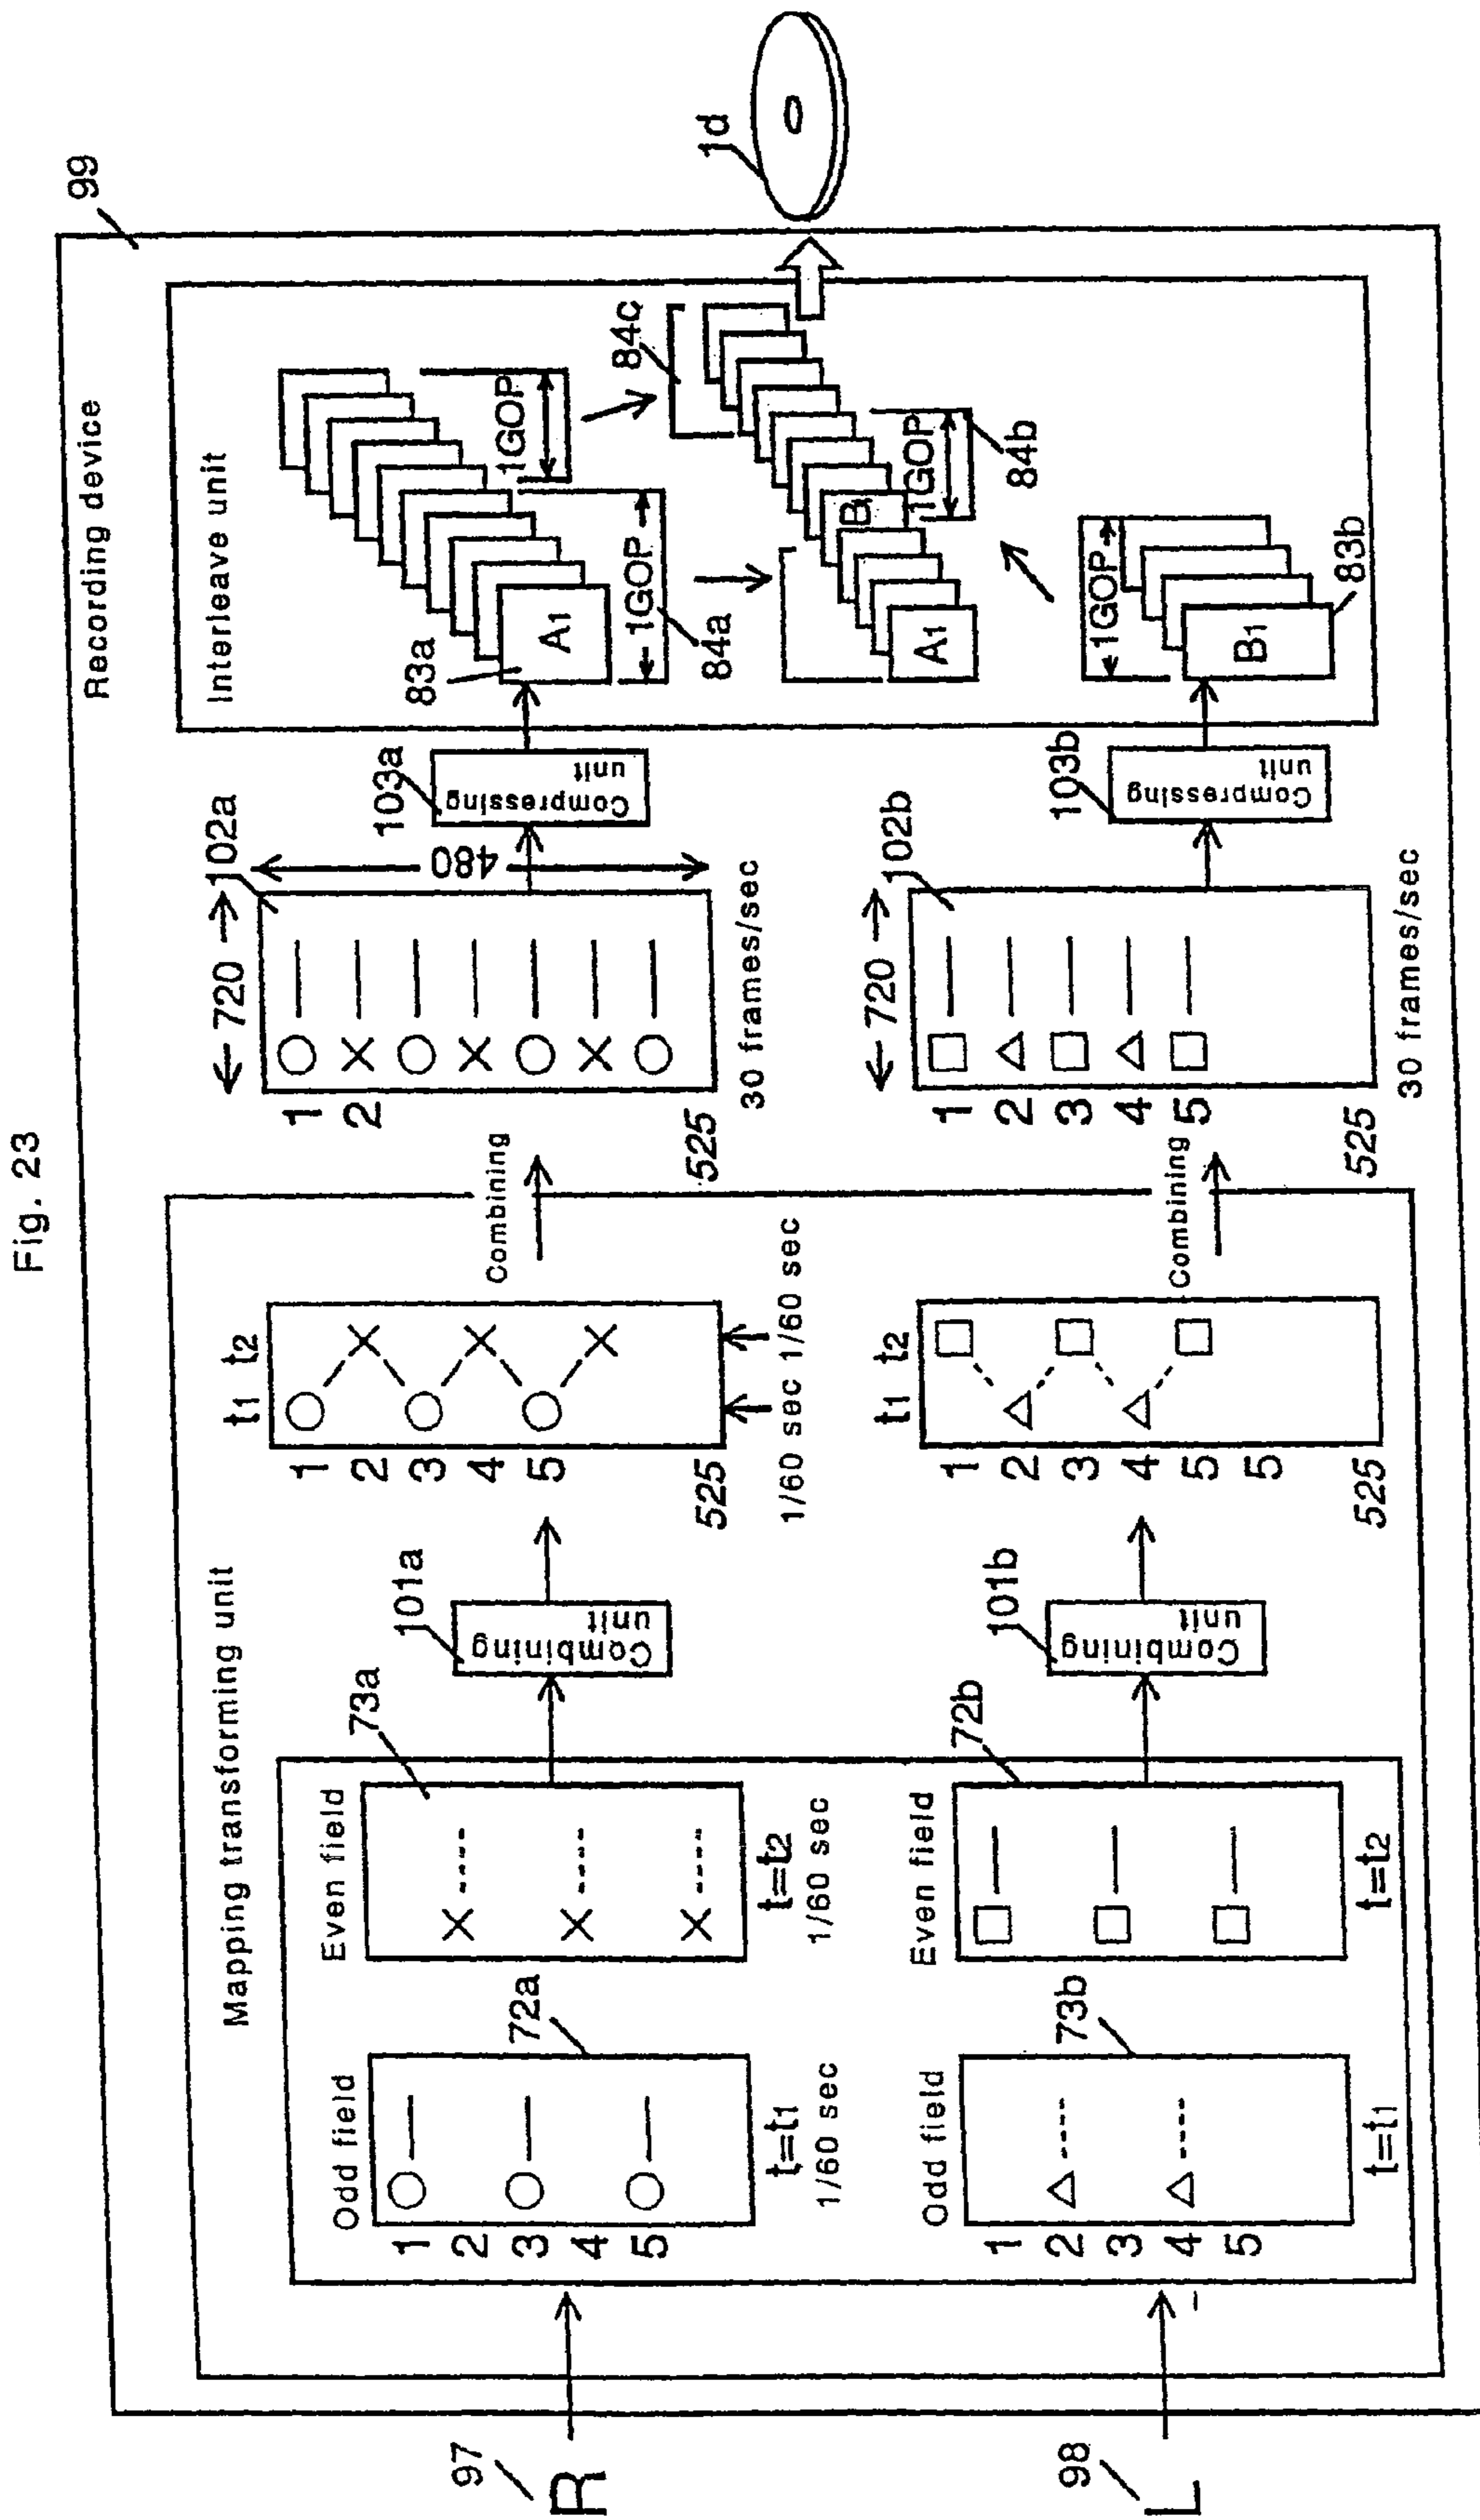 Fig. 23
Recording device
99
Mapping transforming unit
Interleave unit
97
R
Odd field
1
2
3
4
5
72a
t=t1
1/60 sec
Even field
73a
t=t2
1/60 sec
101a
Combining
unit
t1 t2
1
2
3
4
5
525
1/60 sec 1/60 sec
Combining
← 720 →
102a
1
2
525
480
30 frames/sec
103a
Compressing
unit
83a
A1
1GOP
84a
1GOP
84c
A1
B
1GOP
84b
1d
98
L
Odd field
1
2
3
4
5
73b
t=t1
Even field
72b
t=t2
101b
Combining
unit
t1 t2
1
2
3
4
5
5
525
Combining
← 720 →
102b
1
2
3
4
5
525
30 frames/sec
103b
Compressing
unit
1GOP
B1
83b